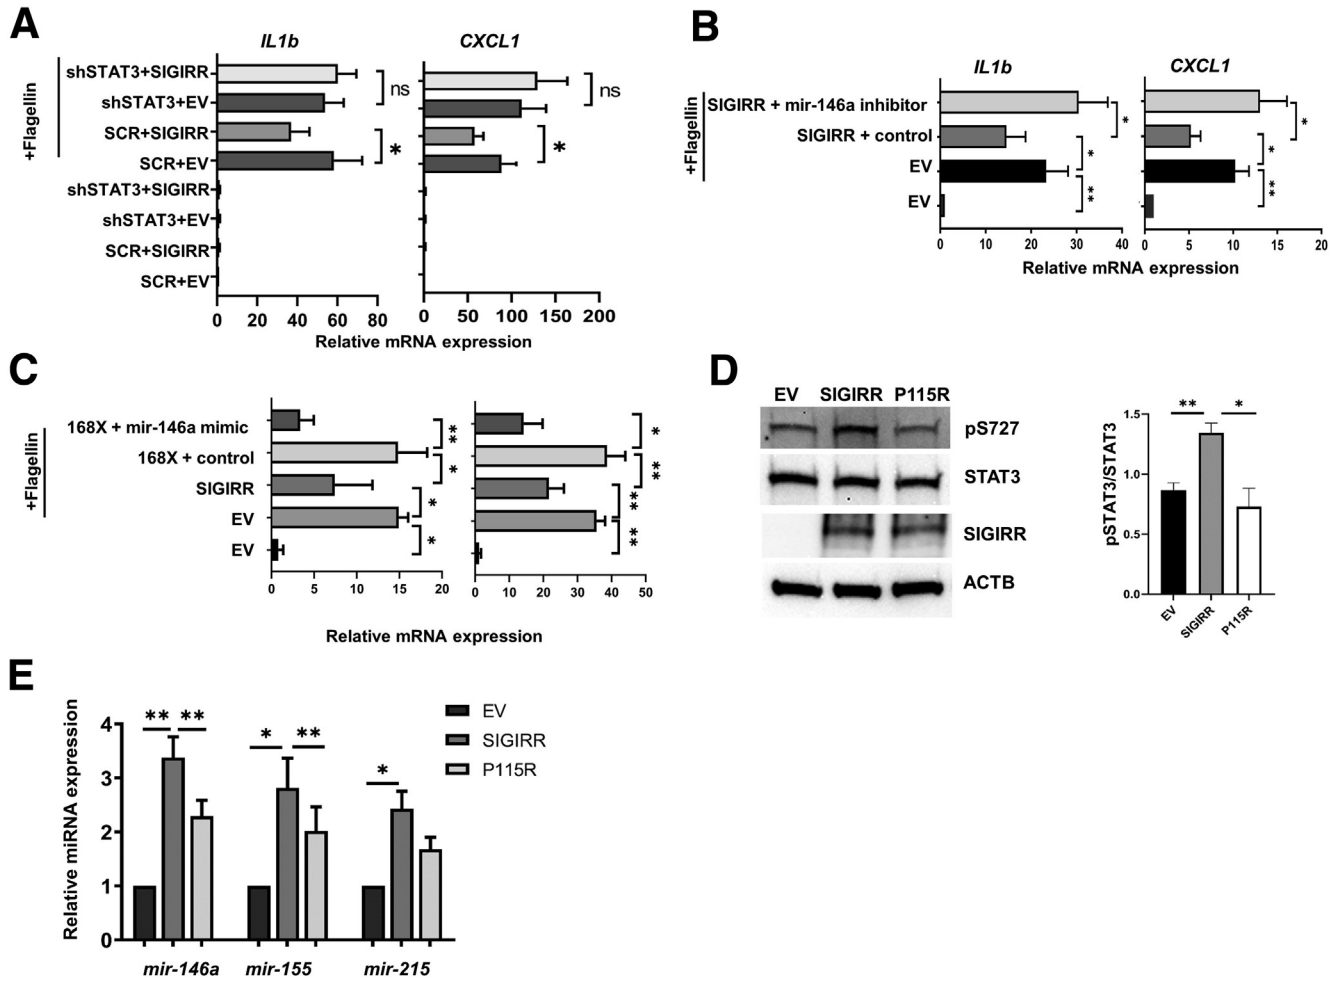 A
IL1b
CXCL1
+Flagellin
shSTAT3+SIGIRR
shSTAT3+EV
SCR+SIGIRR
SCR+EV
shSTAT3+SIGIRR
shSTAT3+EV
SCR+SIGIRR
SCR+EV
ns
*
ns
*
0 20 40 60 80
0 50 100 150 200
Relative mRNA expression
B
IL1b
CXCL1
+Flagellin
SIGIRR + mir-146a inhibitor
SIGIRR + control
EV
EV
*
*
**
*
*
**
0 10 20 30 40
0 5 10 15 20
Relative mRNA expression
C
+Flagellin
168X + mir-146a mimic
168X + control
SIGIRR
EV
EV
**
*
*
*
*
**
**
**
0 5 10 15 20
0 10 20 30 40 50
Relative mRNA expression
D
EV SIGIRR P115R
pS727
STAT3
SIGIRR
ACTB
pSTAT3/STAT3
1.5
1.0
0.5
0.0
** *
EV SIGIRR P115R
E
Relative miRNA expression
4
3
2
1
0
** **
* **
*
EV
SIGIRR
P115R
mir-146a mir-155 mir-215